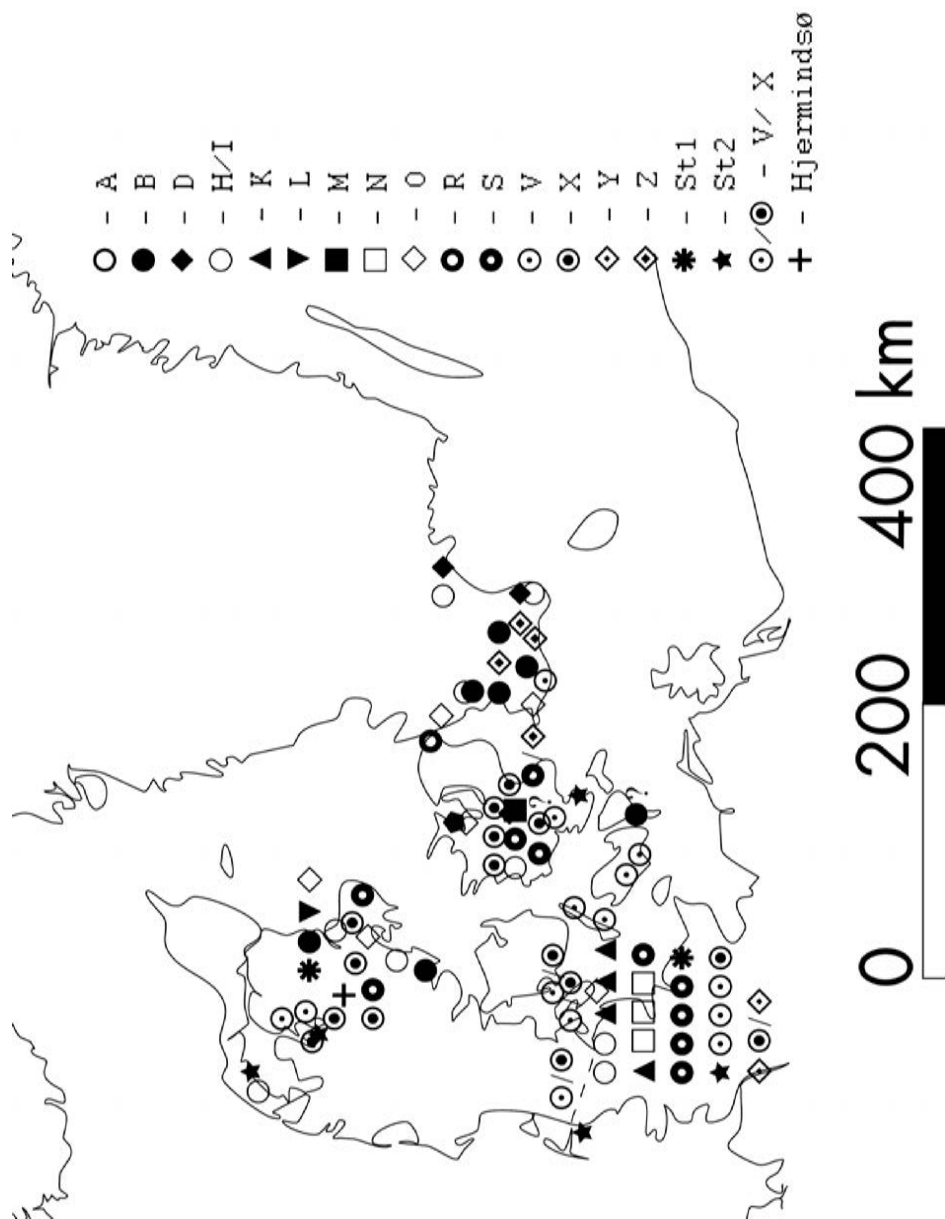 - A
- B
- D
- H/I
- K
- L
- M
- N
- O
- R
- S
- V
- X
- Y
- Z
- St1
- St2
/ - V/ X
- Hjermindsø
?
?
/
/
/
/
0 200 400 km